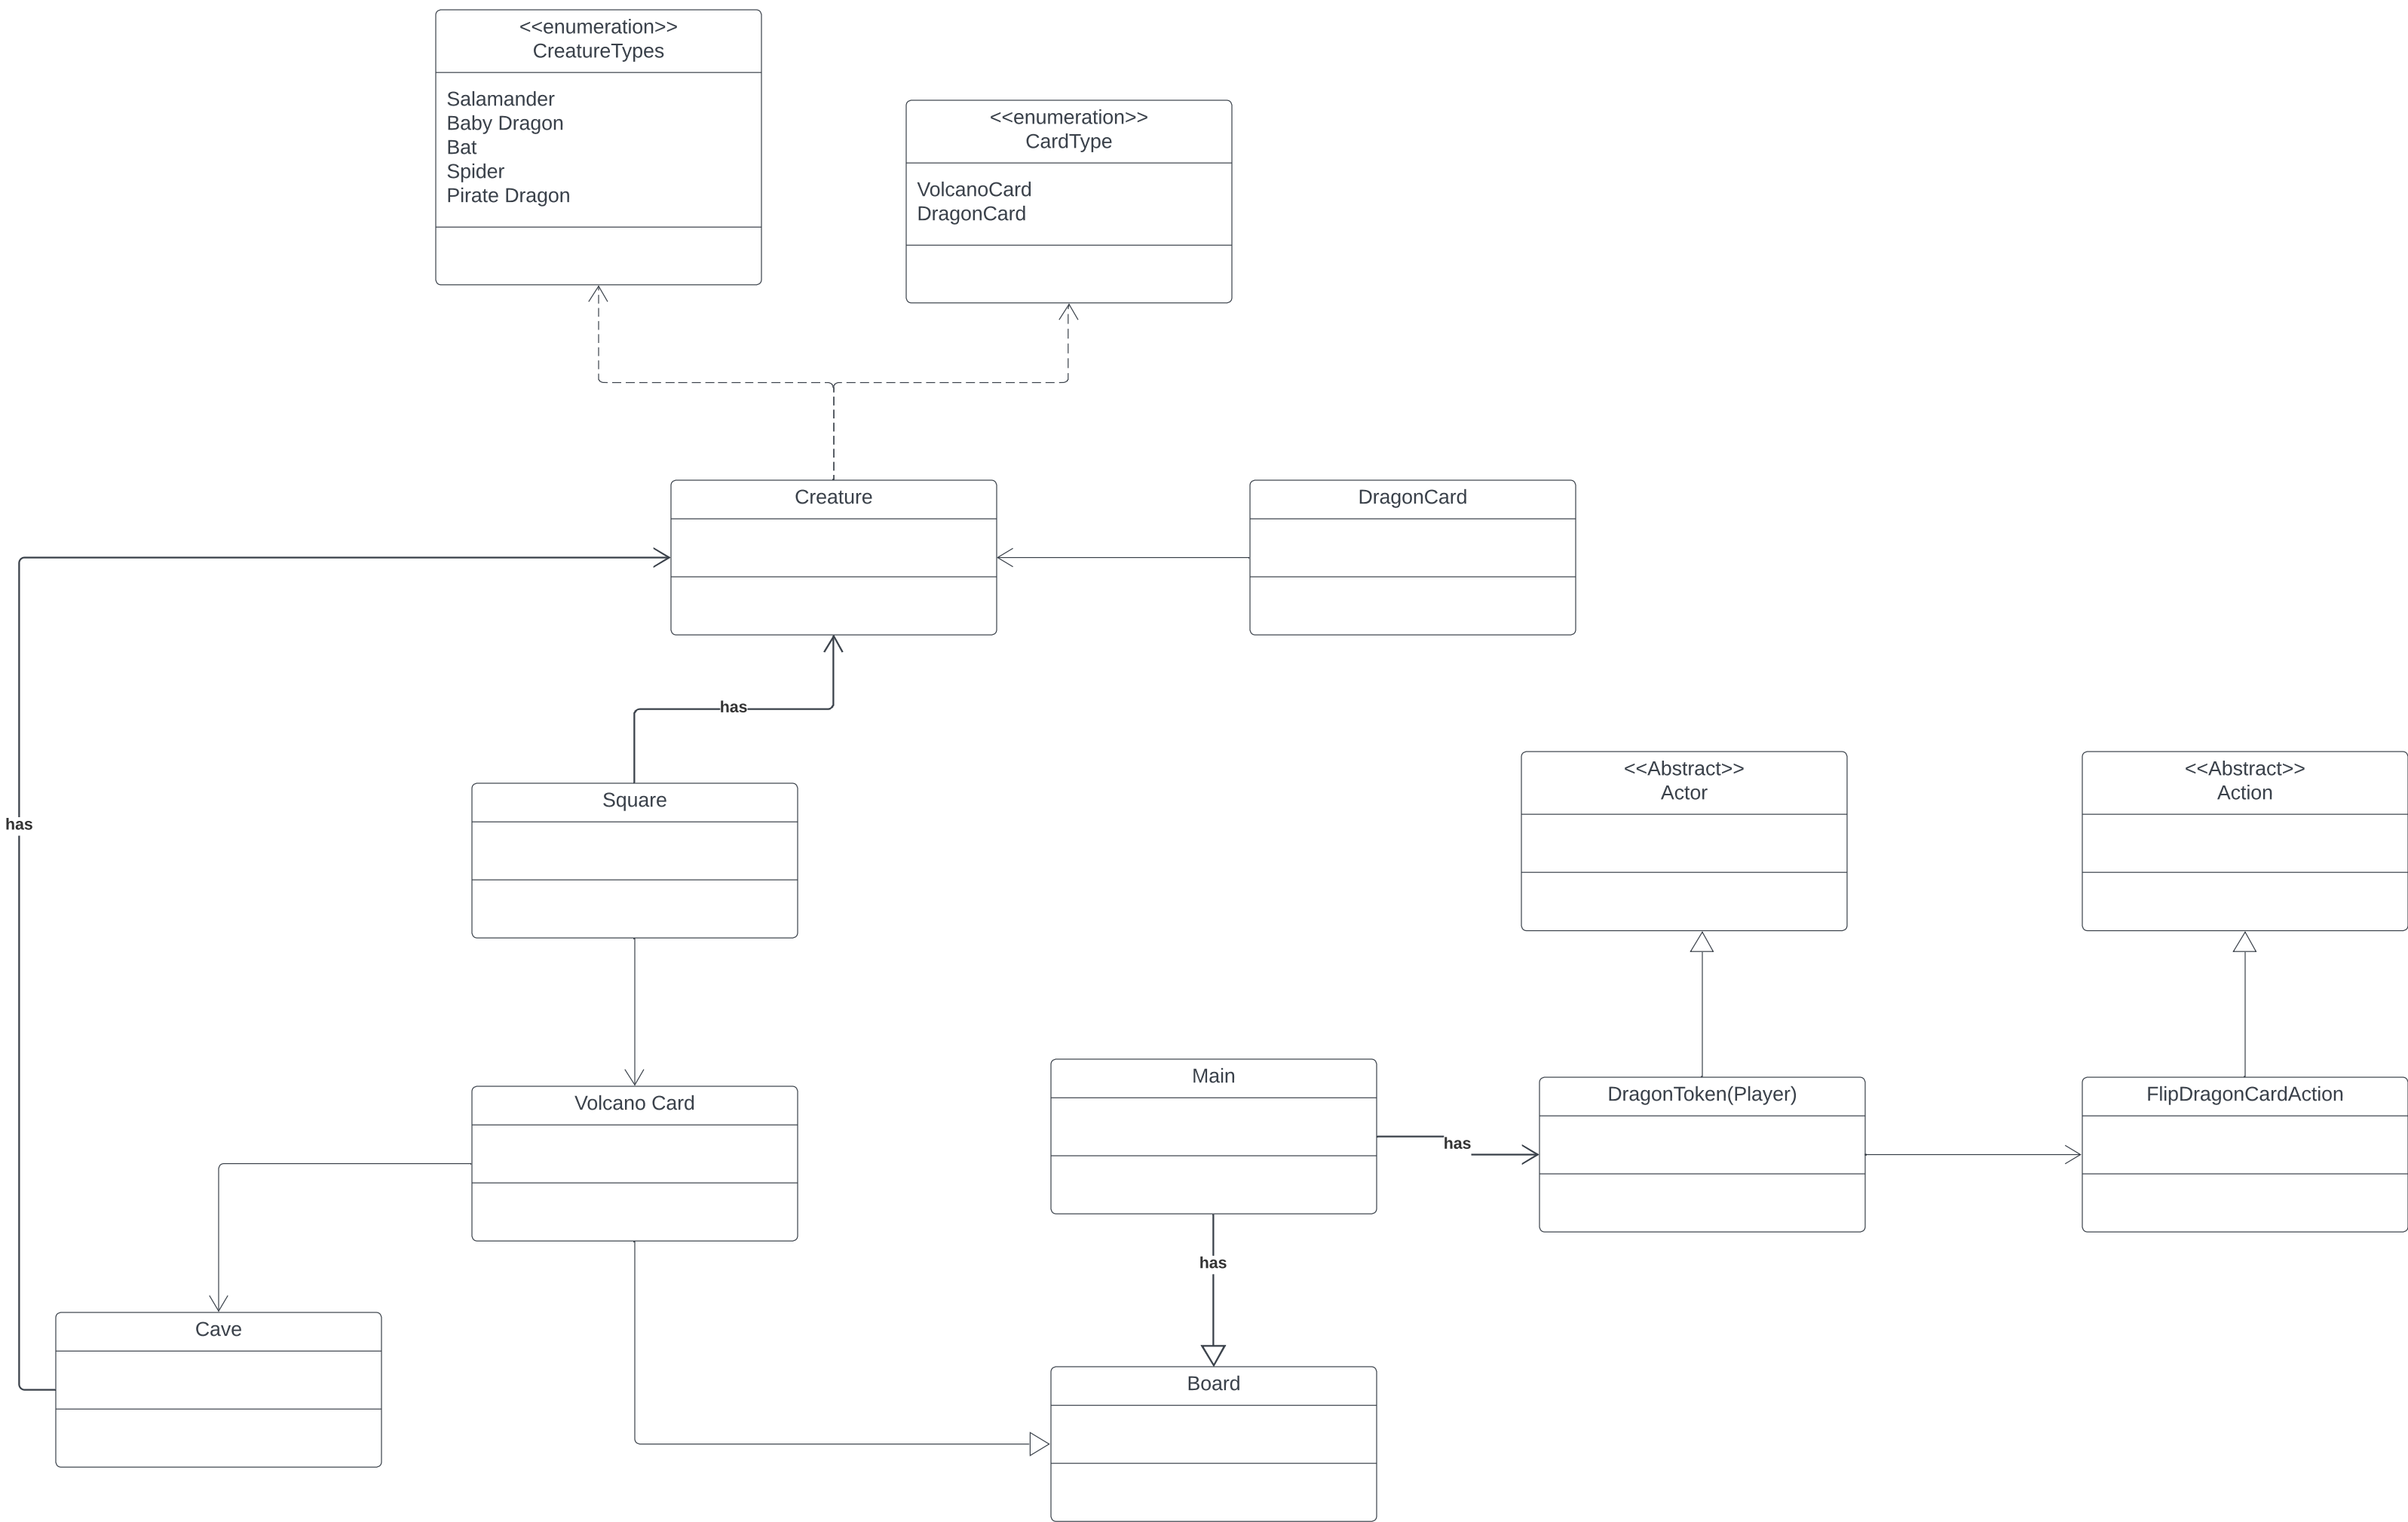 <<enumeration>>
CreatureTypes
Salamander
Baby Dragon
Bat
Spider
Pirate Dragon
<<enumeration>>
CardType
VolcanoCard
DragonCard
Creature
DragonCard
has
Square
has
<<Abstract>>
Actor
<<Abstract>>
Action
Volcano Card
Main
has
DragonToken(Player)
FlipDragonCardAction
has
Cave
Board